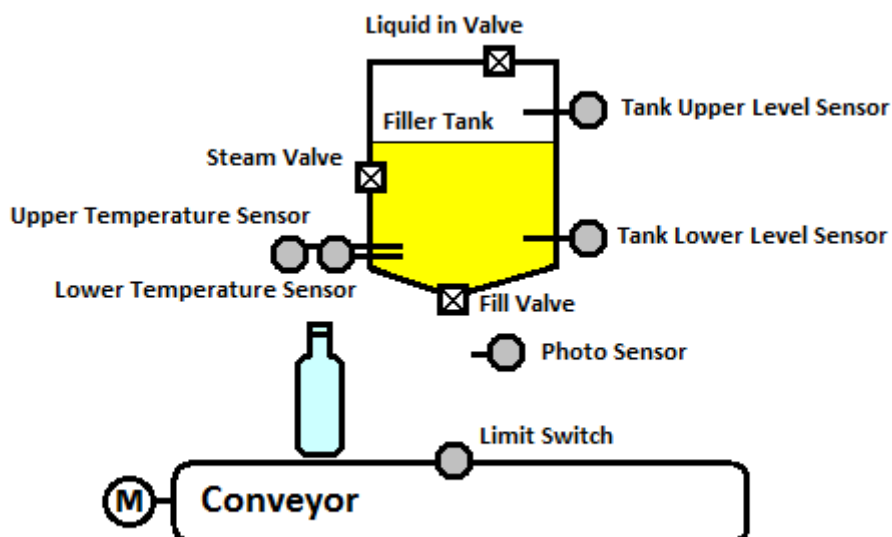 Liquid in Valve
Tank Upper Level Sensor
Filler Tank
Steam Valve
Upper Temperature Sensor
Tank Lower Level Sensor
Lower Temperature Sensor
Fill Valve
Photo Sensor
Limit Switch
M
Conveyor